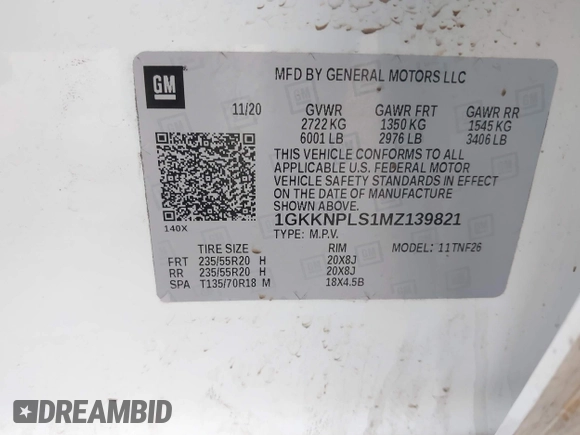 GM
MFD BY GENERAL MOTORS LLC
11/20 GVWR GAWR FRT GAWR RR
2722 KG 1350 KG 1545 KG
6001 LB 2976 LB 3406 LB
THIS VEHICLE CONFORMS TO ALL
APPLICABLE U.S. FEDERAL MOTOR
VEHICLE SAFETY STANDARDS IN EFFECT
ON THE DATE OF MANUFACTURE
SHOWN ABOVE.
140X
1GKKNPLS1MZ139821
TYPE: M.P.V. MODEL: 11TNF26
TIRE SIZE RIM
FRT 235/55R20 H 20X8J
RR 235/55R20 H 20X8J
SPA T135/70R18 M 18X4.5B
DREAMBID